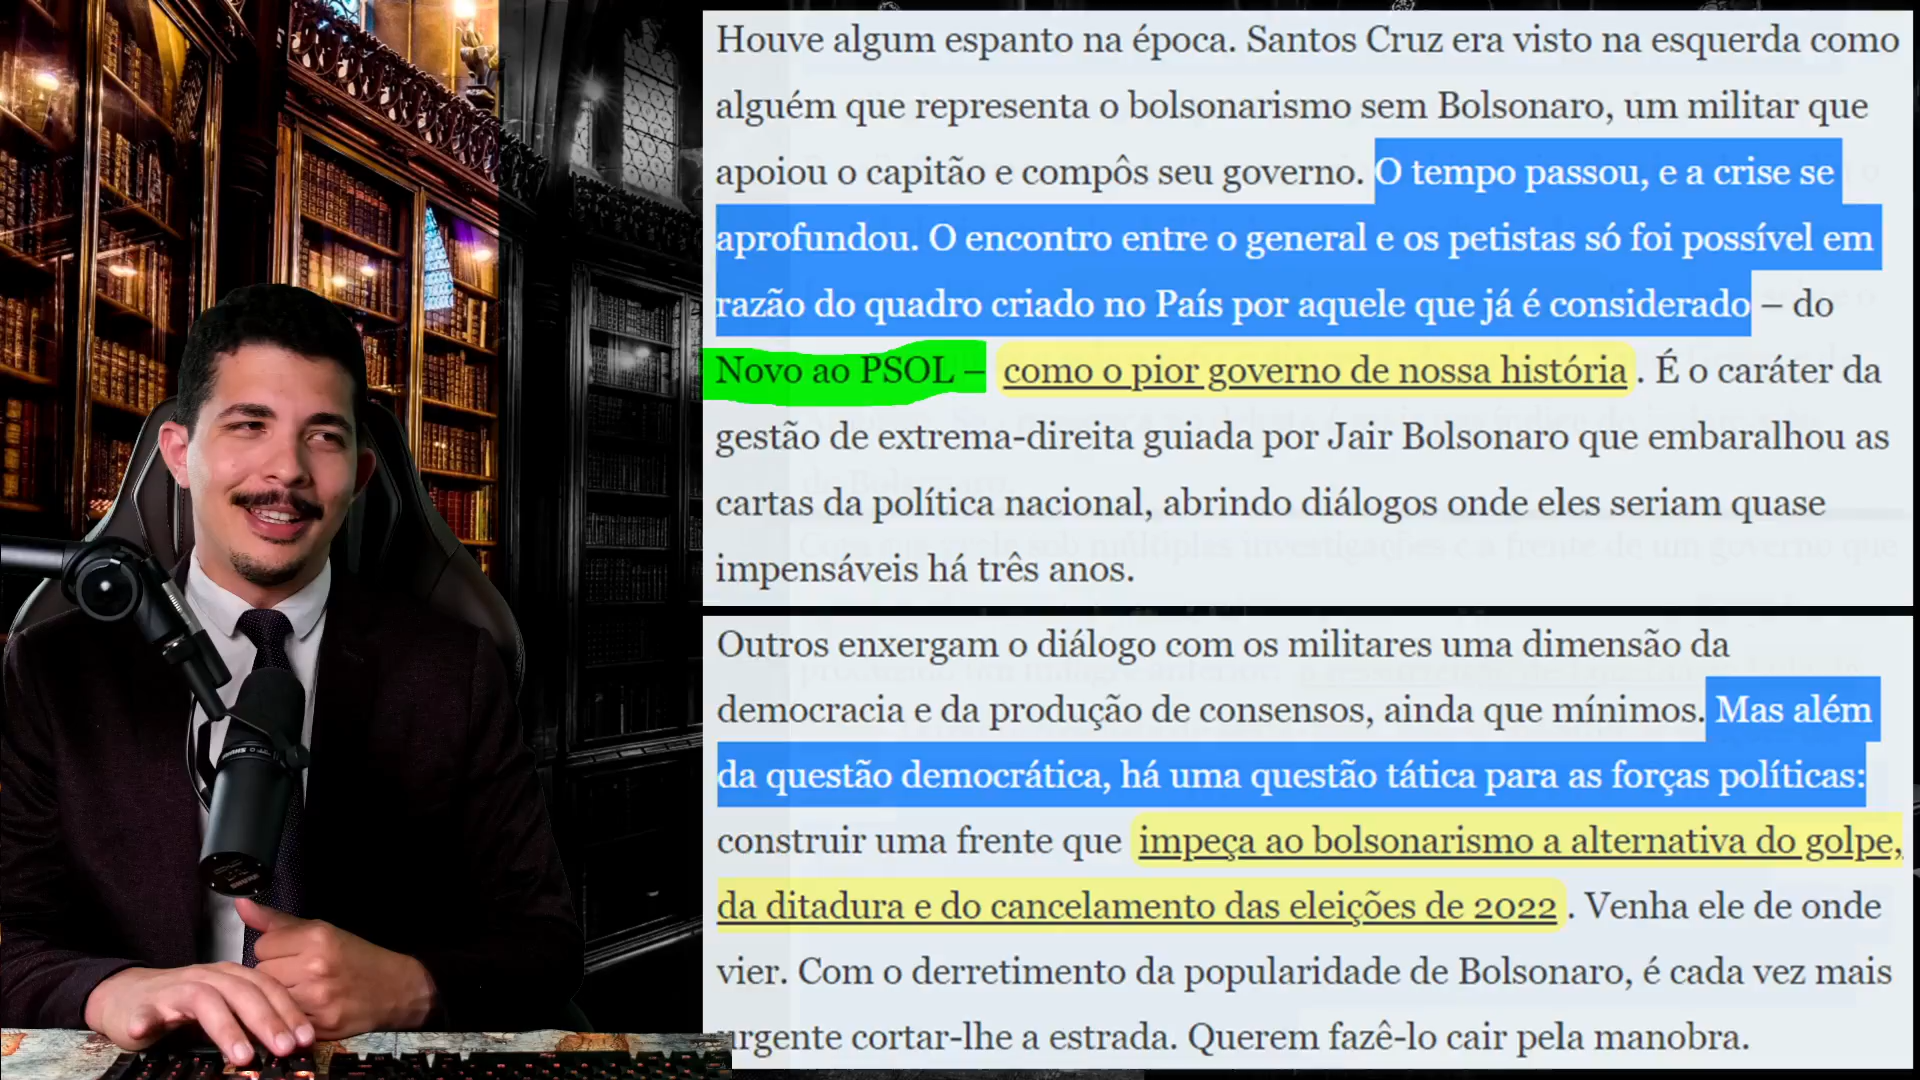 Houve algum espanto na época. Santos Cruz era visto na esquerda como
alguém que representa o bolsonarismo sem Bolsonaro, um militar que
apoiou o capitão e compôs seu governo. O tempo passou, e a crise se
aprofundou. O encontro entre o general e os petistas só foi possível em
razão do quadro criado no País por aquele que já é considerado – do
Novo ao PSOL – como o pior governo de nossa história. É o caráter da
gestão de extrema-direita guiada por Jair Bolsonaro que embaralhou as
cartas da política nacional, abrindo diálogos onde eles seriam quase
impensáveis há três anos.
Outros enxergam o diálogo com os militares uma dimensão da
democracia e da produção de consensos, ainda que mínimos. Mas além
da questão democrática, há uma questão tática para as forças políticas:
construir uma frente que impeça ao bolsonarismo a alternativa do golpe,
da ditadura e do cancelamento das eleições de 2022. Venha ele de onde
vier. Com o derretimento da popularidade de Bolsonaro, é cada vez mais
urgente cortar-lhe a estrada. Querem fazê-lo cair pela manobra.